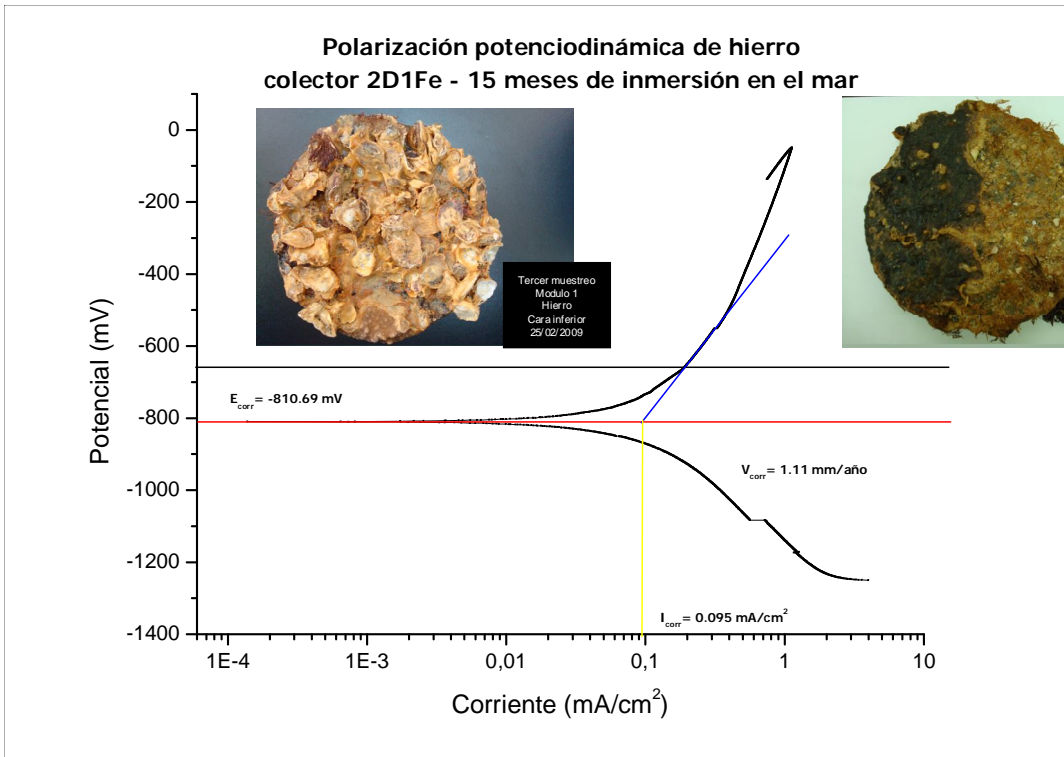 Polarización potenciodinámica de hierro
colector 2D1Fe - 15 meses de inmersión en el mar
0
-200
-400
-600
-800
-1000
-1200
-1400
Potencial (mV)
Tercer muestreo
Modulo 1
Hierro
Cara inferior
25/02/2009
E_corr= -810.69 mV
V_corr= 1.11 mm/año
I_corr= 0.095 mA/cm²
1E-4 1E-3 0,01 0,1 1 10
Corriente (mA/cm²)